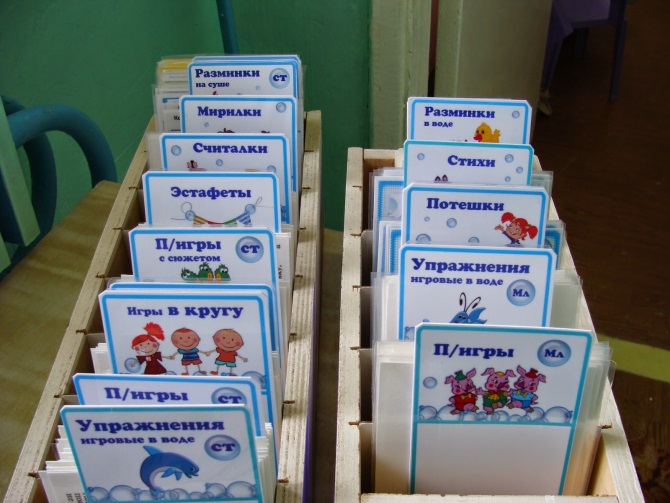 Разминки
на суше
ст
Мирилки
Считалки
Эстафеты
П/игры
с сюжетом
ст
Игры в кругу
П/игры
ст
Упражнения
игровые в воде
ст
Разминки
в воде
Стихи
Потешки
Упражнения
игровые в воде
Мл
П/игры
Мл